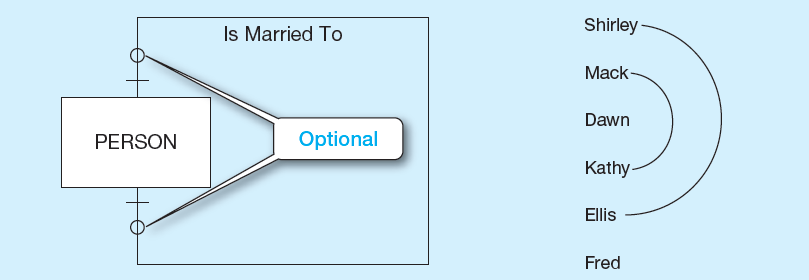 Is Married To
PERSON
Optional
Shirley
Mack
Dawn
Kathy
Ellis
Fred